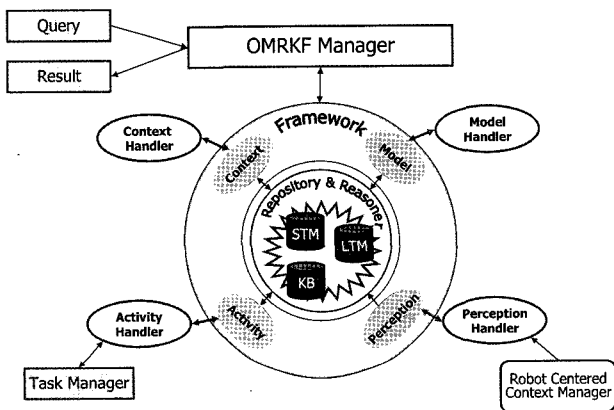 Query
OMRKF Manager
Result
Framework
Context
Handler
Model
Handler
Context
Model
Repository & Reasoner
STM
LTM
KB
Activity
Perception
Activity
Handler
Perception
Handler
Task Manager
Robot Centered
Context Manager